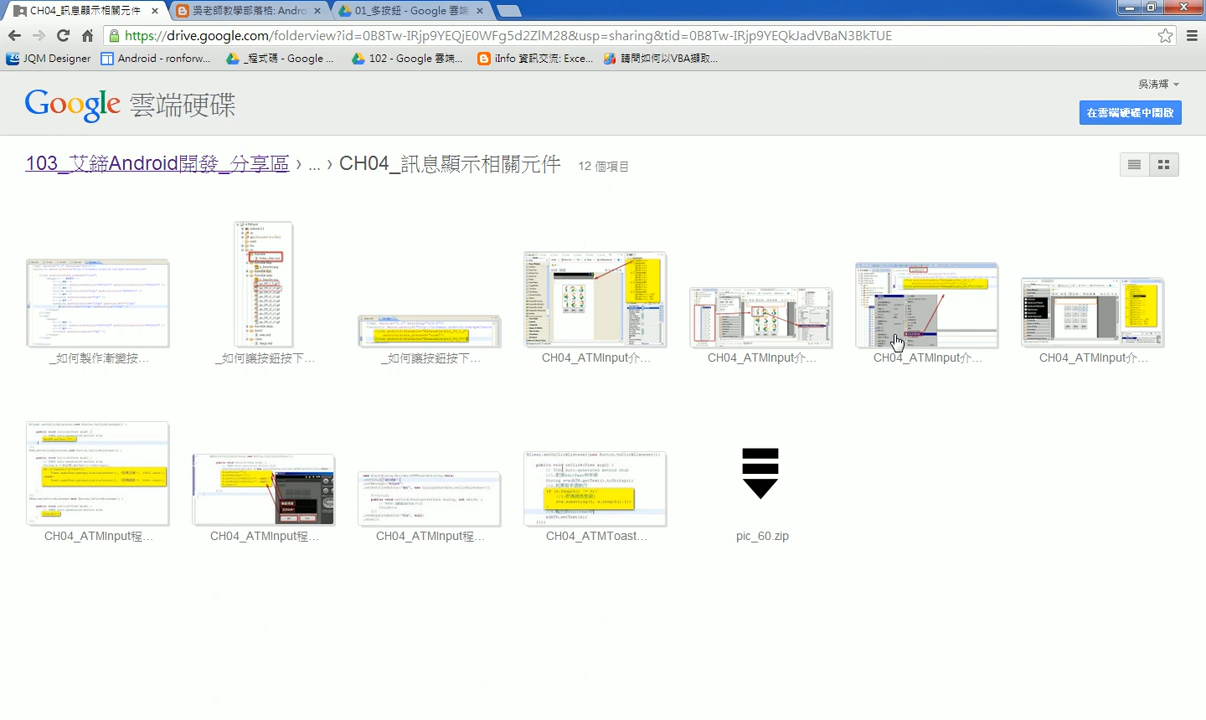 CH04_訊息顯示相關元件
吳老師教學部落格: Andro
01_多按鈕 - Google 雲端
https://drive.google.com/folderview?id=0B8Tw-IRjp9YEQjE0WFg5d2ZlM28&usp=sharing&tid=0B8Tw-IRjp9YEQkJadVBaN3BkTUE
JQM Designer
Android - ronforw...
_程式碼 - Google ...
102 - Google 雲端...
iInfo 資訊交流: Exce...
請問如何以VBA擷取...
吳清輝
Google 雲端硬碟
在雲端硬碟中開啟
103_艾鍗Android開發_分享區 › ... › CH04_訊息顯示相關元件 12 個項目
_如何製作漸變按...
_如何讓按鈕按下...
_如何讓按鈕按下...
CH04_ATMInput介...
CH04_ATMInput介...
CH04_ATMInput介...
CH04_ATMInput介...
CH04_ATMInput程...
CH04_ATMInput程...
CH04_ATMInput程...
CH04_ATMToast...
pic_60.zip